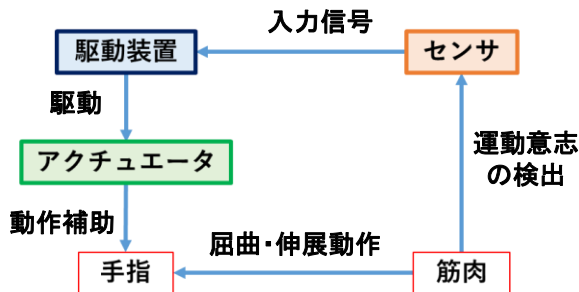 入力信号
駆動装置
センサ
駆動
運動意志
の検出
アクチュエータ
動作補助
屈曲・伸展動作
手指
筋肉